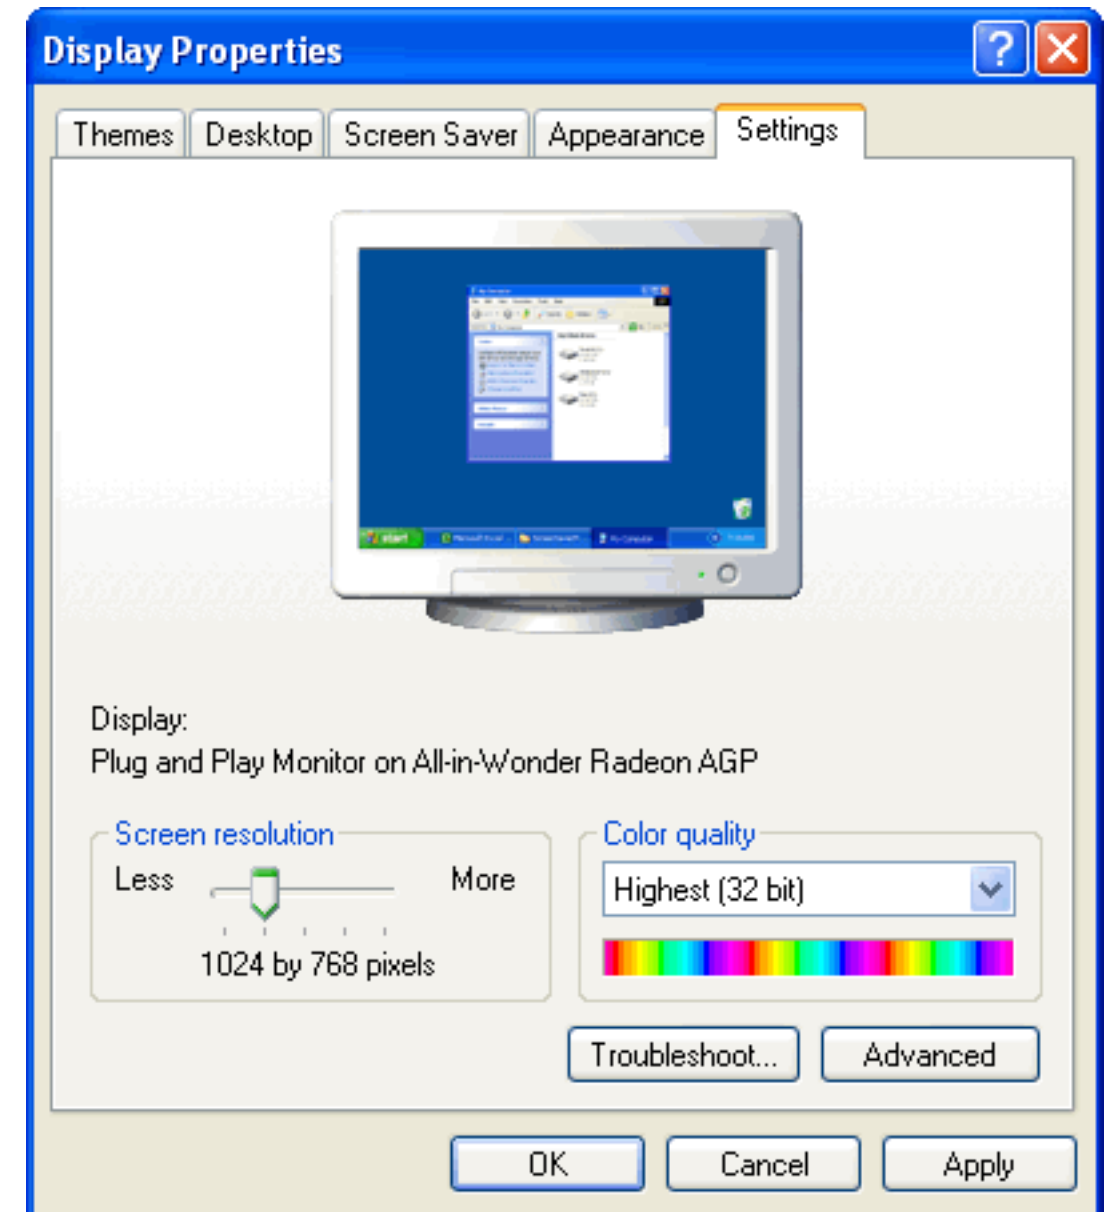 Display Properties
Themes Desktop Screen Saver Appearance Settings
start
Display:
Plug and Play Monitor on All-in-Wonder Radeon AGP
Screen resolution
Less More
1024 by 768 pixels
Color quality
Highest (32 bit)
Troubleshoot... Advanced
OK Cancel Apply